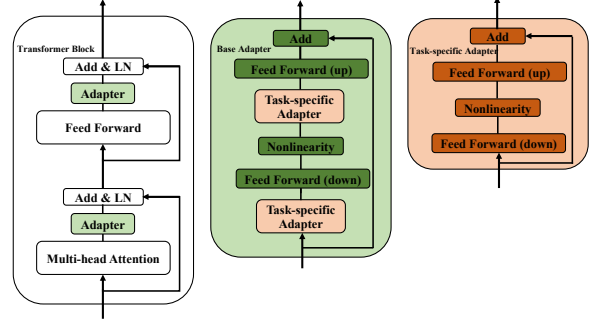 Transformer Block
Add & LN
Adapter
Feed Forward
Add & LN
Adapter
Multi-head Attention
Base Adapter
Add
Feed Forward (up)
Task-specific
Adapter
Nonlinearity
Feed Forward (down)
Task-specific
Adapter
Task-specific Adapter
Add
Feed Forward (up)
Nonlinearity
Feed Forward (down)